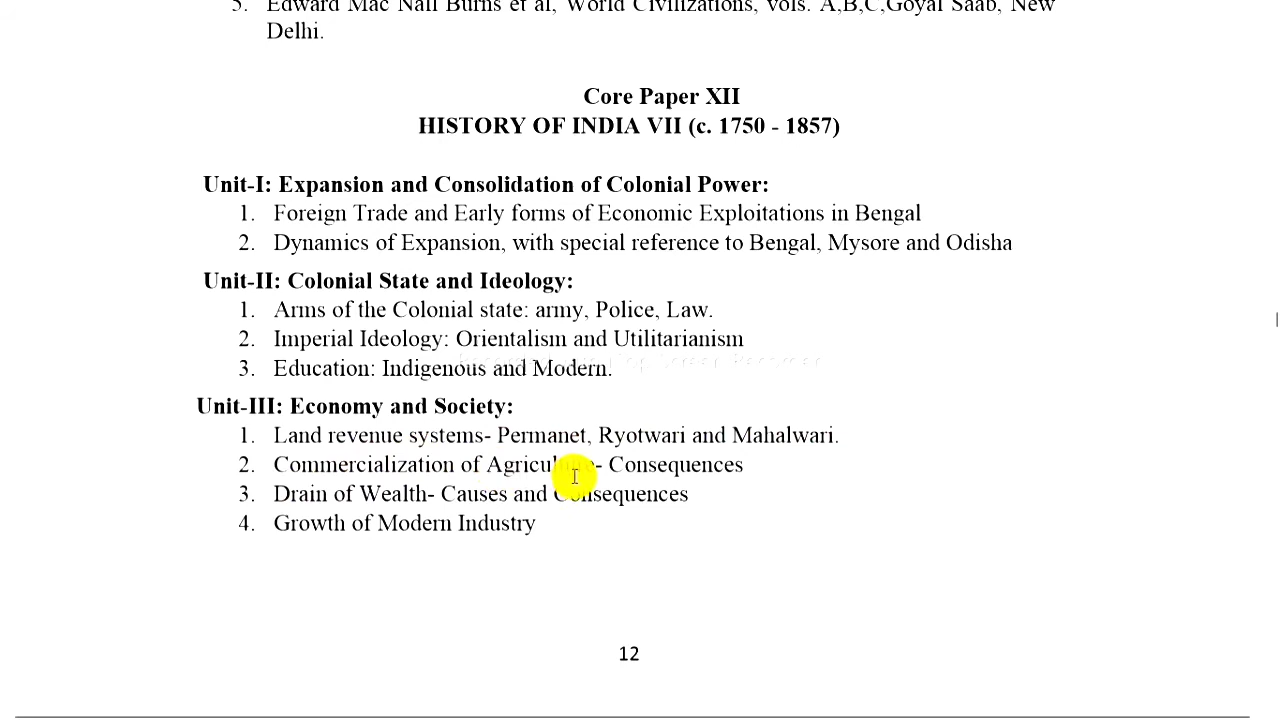 5. Edward Mac Nall Burns et al, World Civilizations, vols. A,B,C,Goyal Saab, New
Delhi.
Core Paper XII
HISTORY OF INDIA VII (c. 1750 - 1857)
Unit-I: Expansion and Consolidation of Colonial Power:
1. Foreign Trade and Early forms of Economic Exploitations in Bengal
2. Dynamics of Expansion, with special reference to Bengal, Mysore and Odisha
Unit-II: Colonial State and Ideology:
1. Arms of the Colonial state: army, Police, Law.
2. Imperial Ideology: Orientalism and Utilitarianism
3. Education: Indigenous and Modern.
Unit-III: Economy and Society:
1. Land revenue systems- Permanet, Ryotwari and Mahalwari.
2. Commercialization of Agriculture- Consequences
3. Drain of Wealth- Causes and Consequences
4. Growth of Modern Industry
12